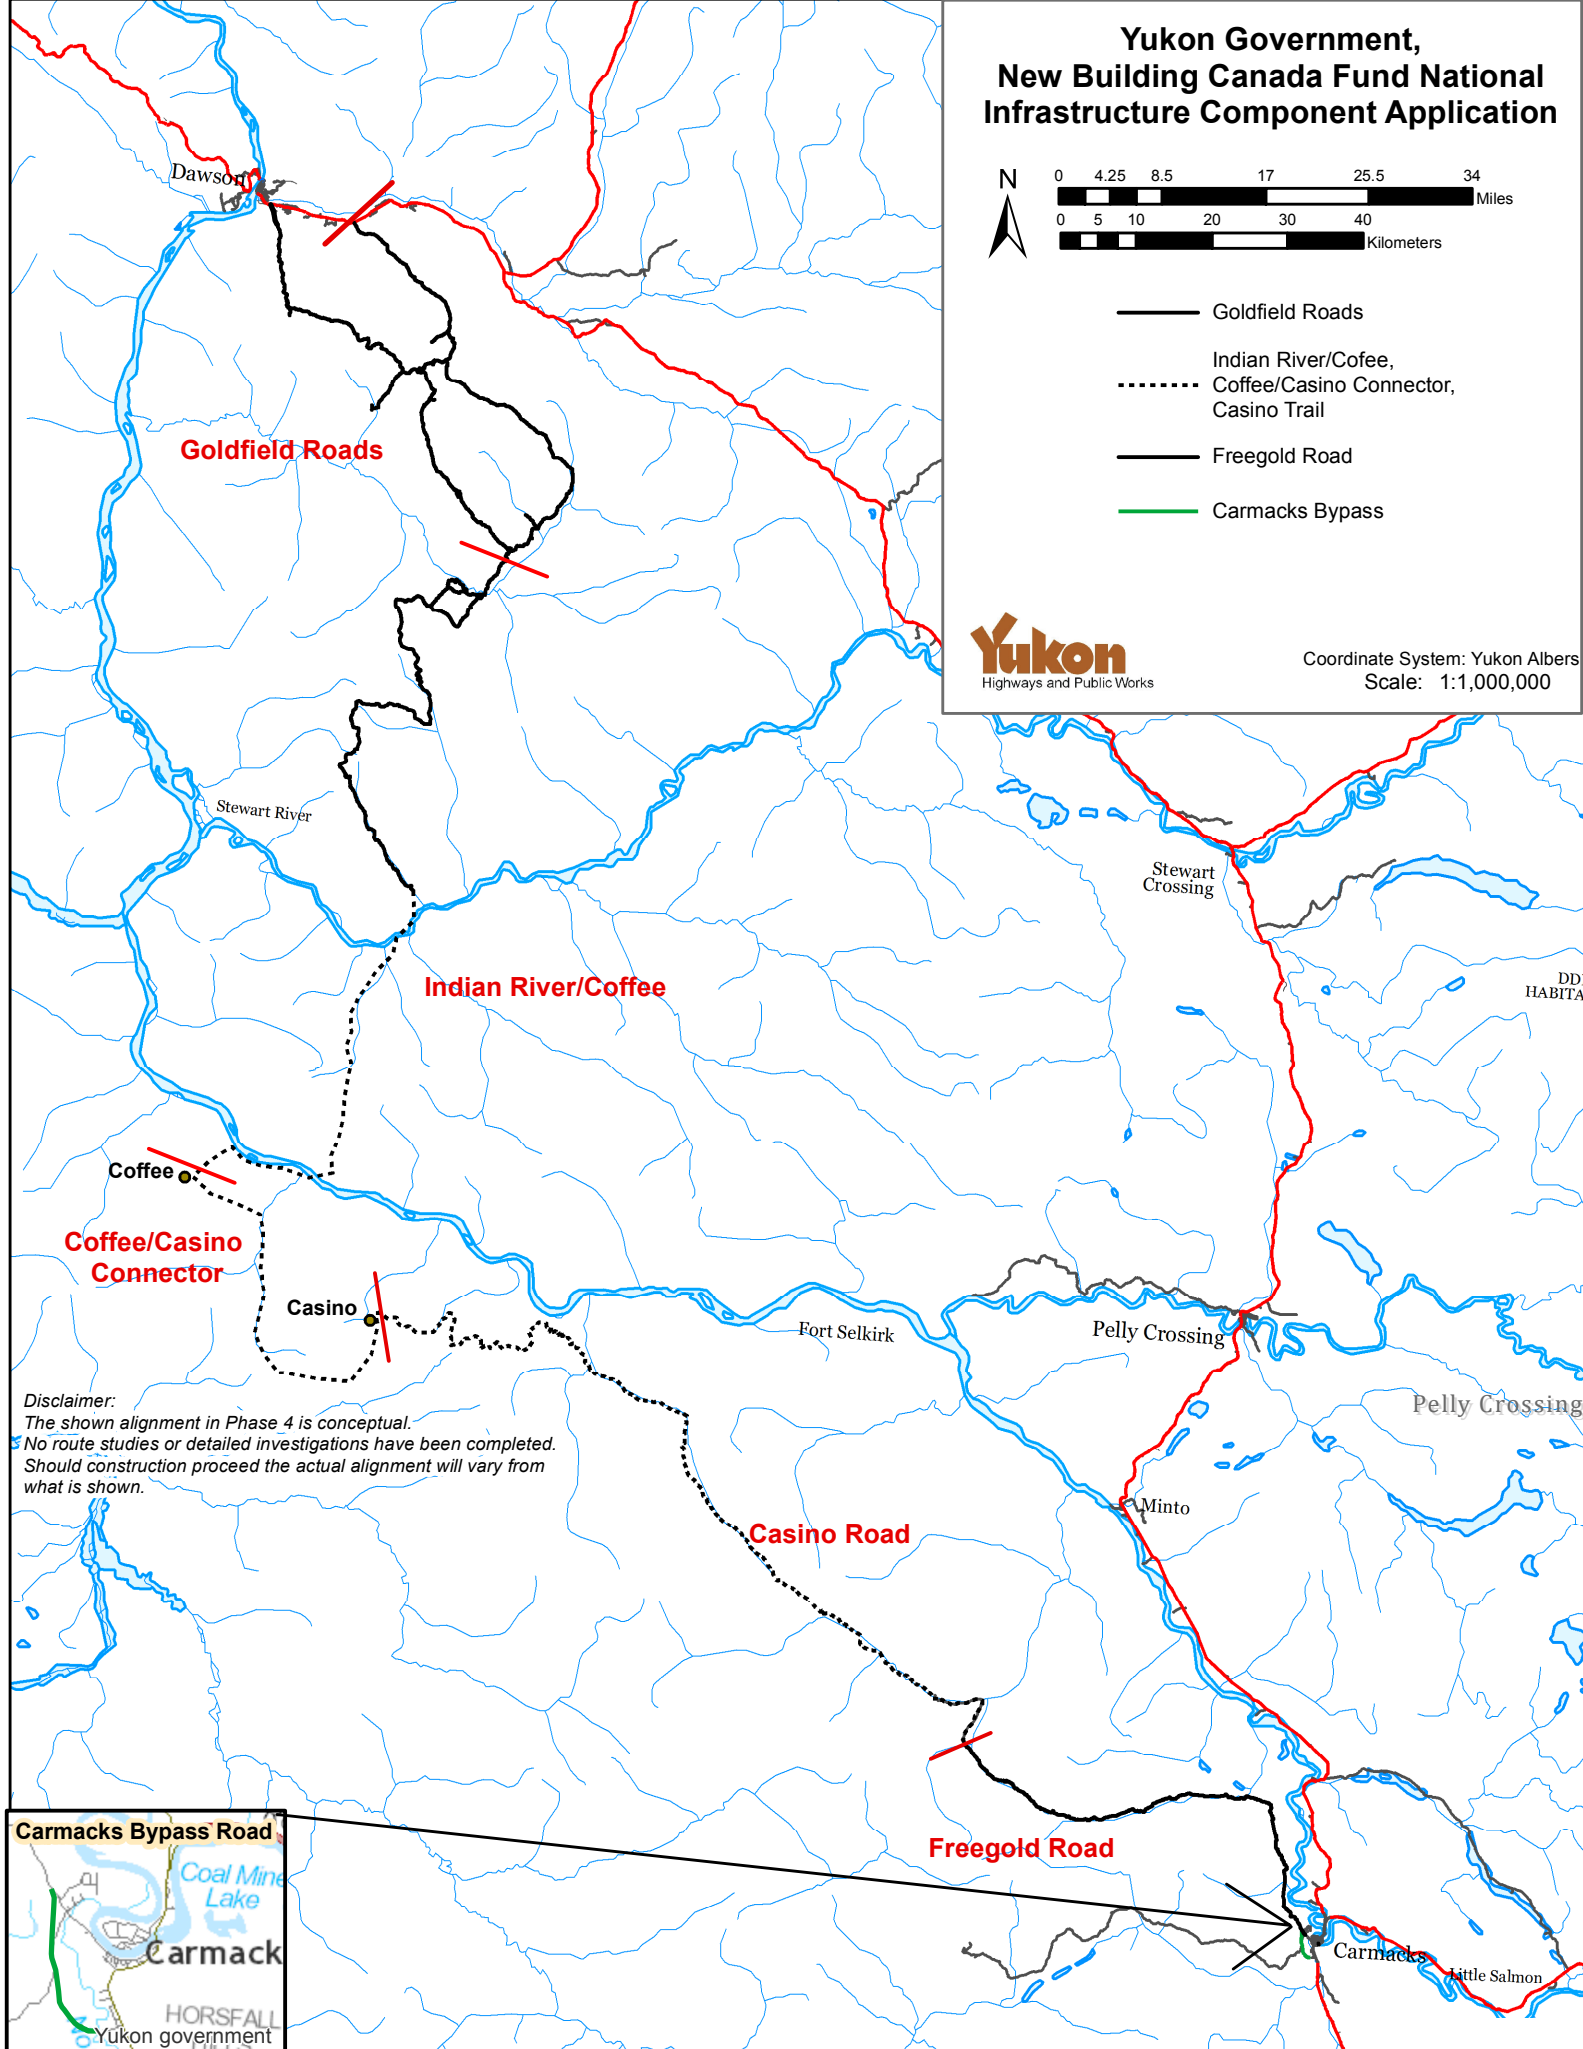 Yukon Government,
New Building Canada Fund National
Infrastructure Component Application
N
0 4.25 8.5 17 25.5 34
Miles
0 5 10 20 30 40
Kilometers
Goldfield Roads
Indian River/Cofee,
Coffee/Casino Connector,
Casino Trail
Freegold Road
Carmacks Bypass
Yukon
Highways and Public Works
Coordinate System: Yukon Albers
Scale: 1:1,000,000
Dawson
Goldfield Roads
Stewart River
Stewart
Crossing
Indian River/Coffee
DD
HABITA
Coffee
Coffee/Casino
Connector
Casino
Fort Selkirk
Pelly Crossing
Pelly Crossing
Disclaimer:
The shown alignment in Phase 4 is conceptual.
No route studies or detailed investigations have been completed.
Should construction proceed the actual alignment will vary from
what is shown.
Minto
Casino Road
Freegold Road
Carmacks
Little Salmon
Carmacks Bypass Road
Coal Mine
Lake
Carmack
HORSFALL
Yukon government